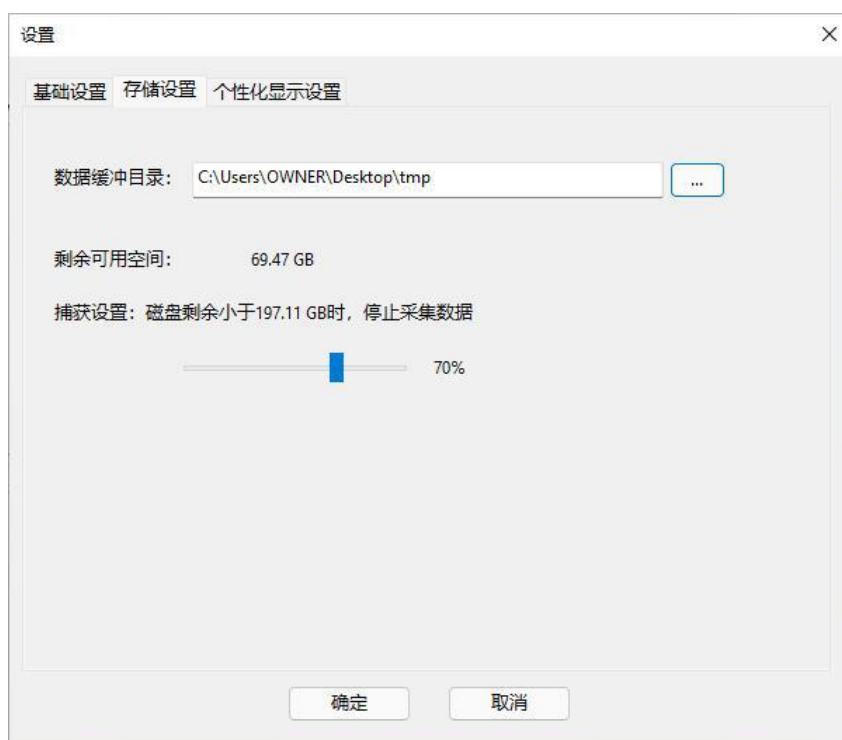 设置
基础设置 存储设置 个性化显示设置
数据缓冲目录: C:\Users\OWNER\Desktop\tmp ...
剩余可用空间: 69.47 GB
捕获设置: 磁盘剩余小于197.11 GB时，停止采集数据
70%
确定 取消